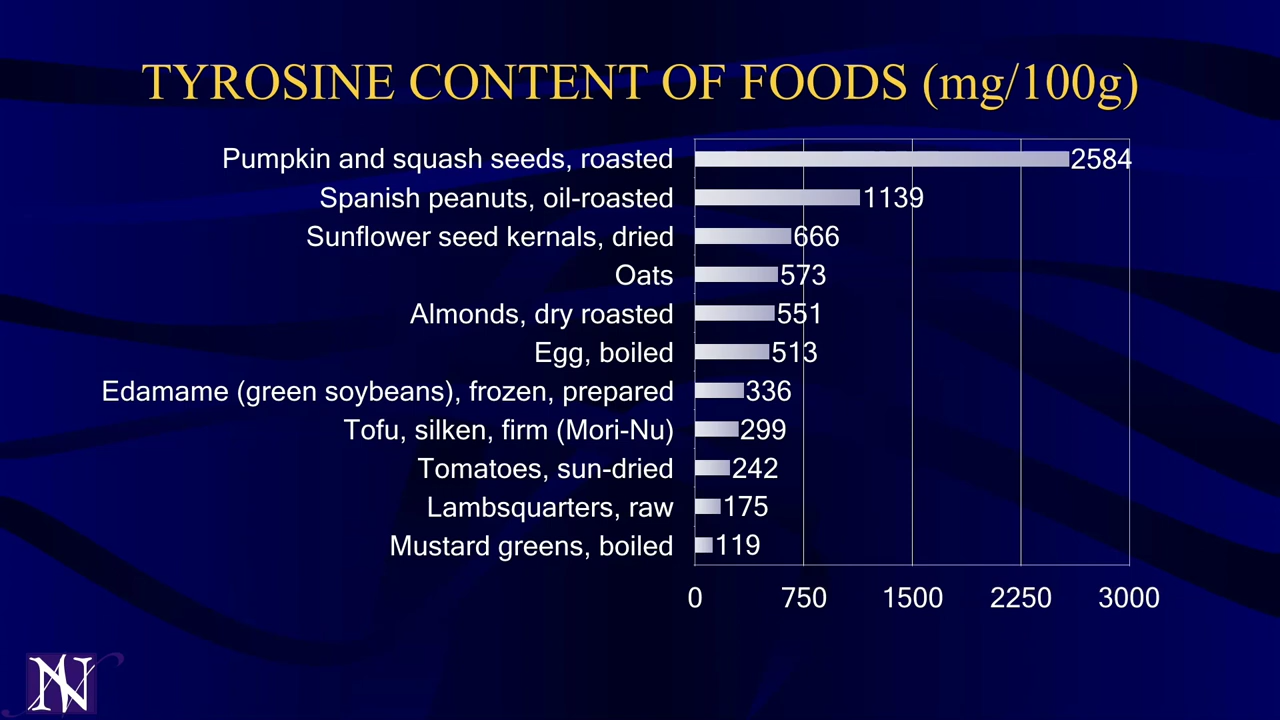 TYROSINE CONTENT OF FOODS (mg/100g)
Pumpkin and squash seeds, roasted 2584
Spanish peanuts, oil-roasted 1139
Sunflower seed kernals, dried 666
Oats 573
Almonds, dry roasted 551
Egg, boiled 513
Edamame (green soybeans), frozen, prepared 336
Tofu, silken, firm (Mori-Nu) 299
Tomatoes, sun-dried 242
Lambsquarters, raw 175
Mustard greens, boiled 119
0 750 1500 2250 3000
N